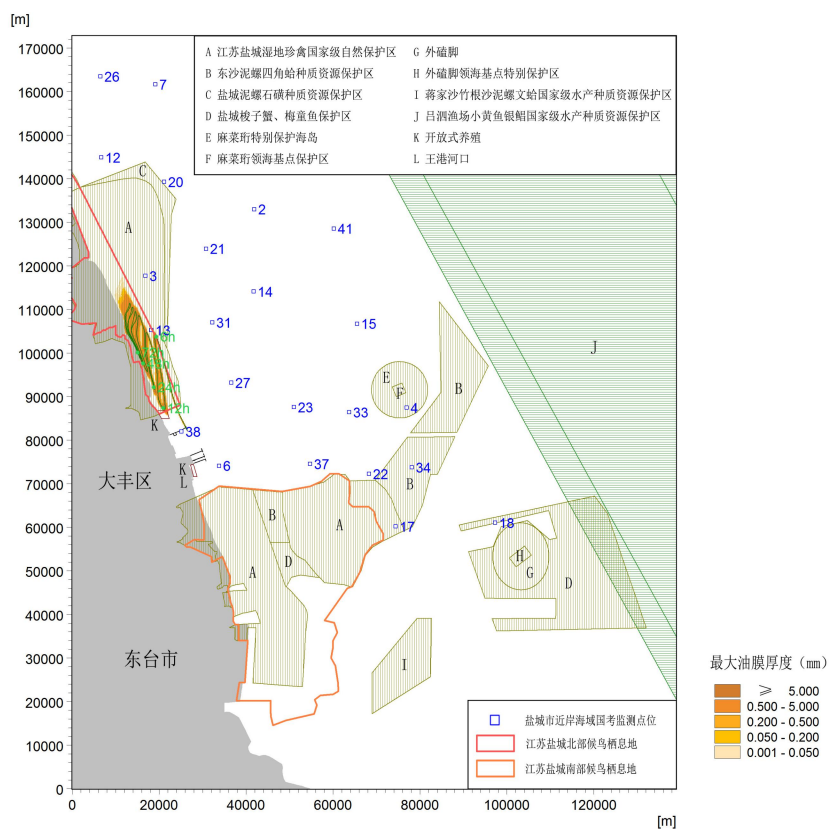 [m]
170000
160000
150000
140000
130000
120000
110000
100000
90000
80000
70000
60000
50000
40000
30000
20000
10000
0
0 20000 40000 60000 80000 100000 120000
[m]
A 江苏盐城湿地珍禽国家级自然保护区
B 东沙泥螺四角蛤种质资源保护区
C 盐城泥螺石磺种质资源保护区
D 盐城梭子蟹、梅童鱼保护区
E 麻菜珩特别保护海岛
F 麻菜珩领海基点保护区
G 外磕脚
H 外磕脚领海基点特别保护区
I 蒋家沙竹根沙泥螺文蛤国家级水产种质资源保护区
J 吕泗渔场小黄鱼银鲳国家级水产种质资源保护区
K 开放式养殖
L 王港河口
26
7
12
C
20
2
A
41
21
3
14
31
15
13
J
27
E
F
B
23
33
4
24h
12h
K
38
6
37
22
34
K
大丰区
L
B
17
18
B
A
H
D
G
D
A
东台市
I
最大油膜厚度（mm）
≥ 5.000
0.500 - 5.000
0.200 - 0.500
0.050 - 0.200
0.001 - 0.050
盐城市近岸海域国考监测点位
江苏盐城北部候鸟栖息地
江苏盐城南部候鸟栖息地